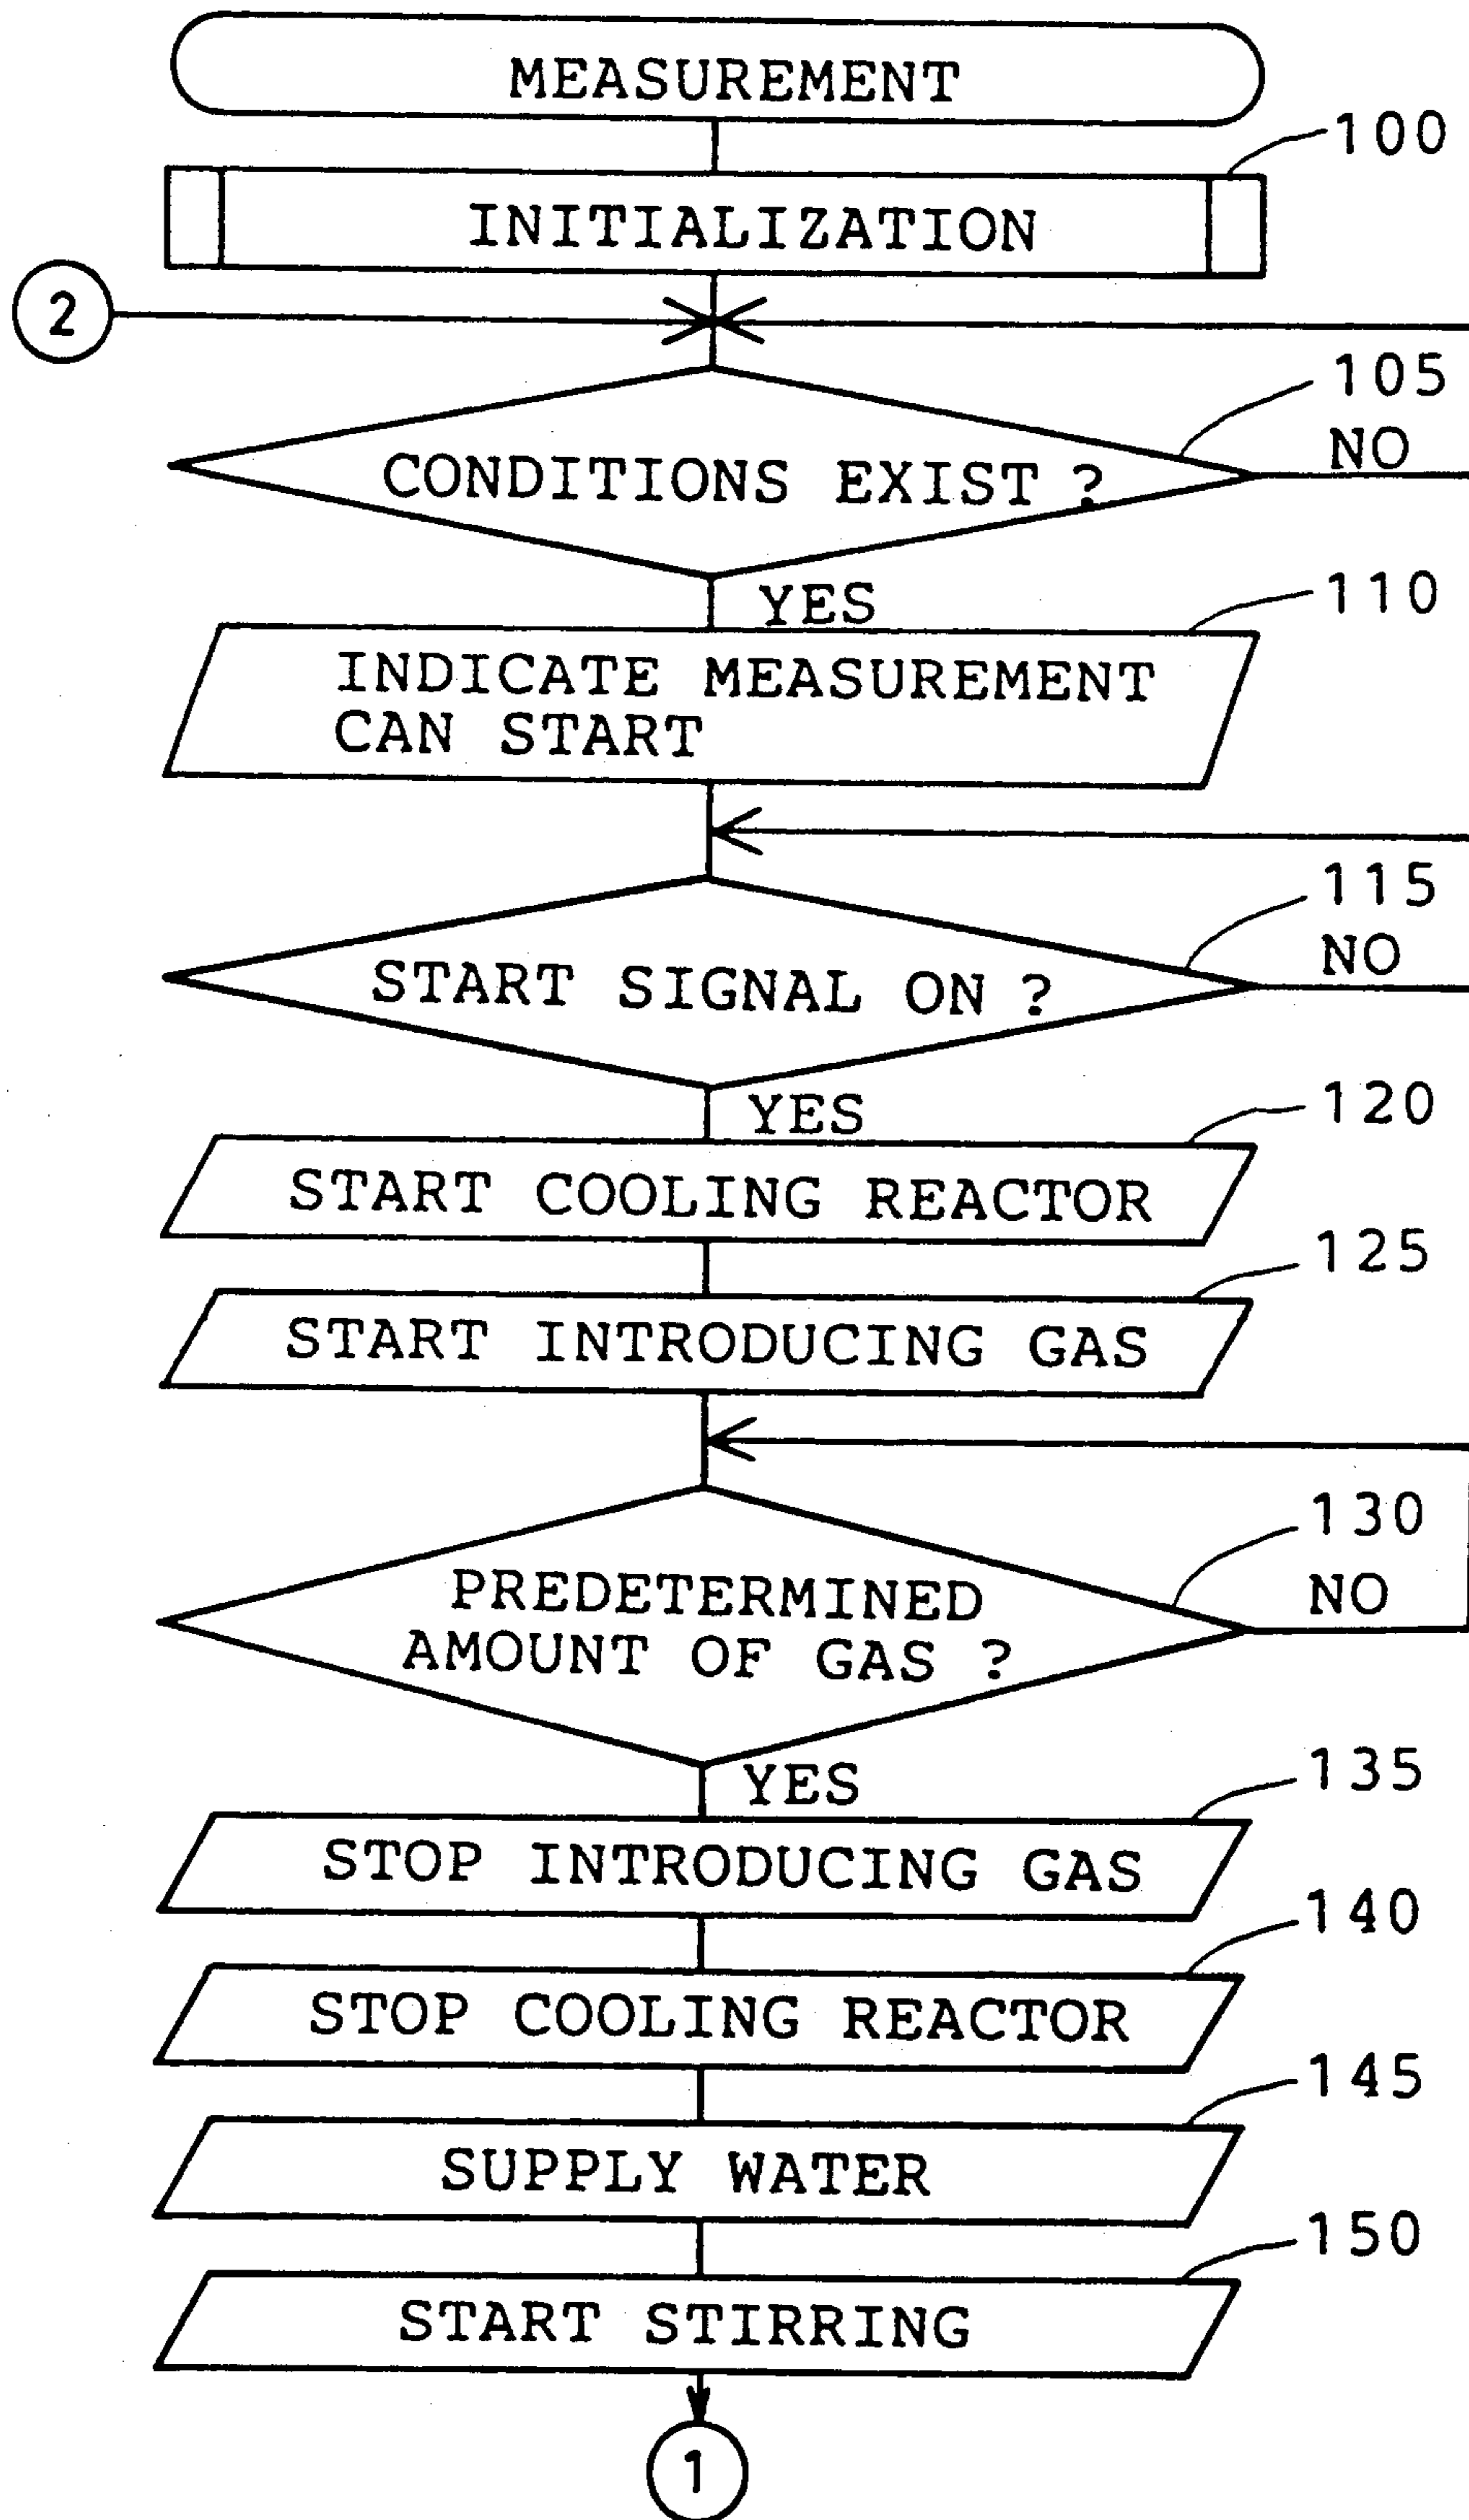 MEASUREMENT
100
INITIALIZATION
2
105
NO
CONDITIONS EXIST ?
YES
110
INDICATE MEASUREMENT
CAN START
115
NO
START SIGNAL ON ?
YES
120
START COOLING REACTOR
125
START INTRODUCING GAS
130
NO
PREDETERMINED
AMOUNT OF GAS ?
YES
135
STOP INTRODUCING GAS
140
STOP COOLING REACTOR
145
SUPPLY WATER
150
START STIRRING
1